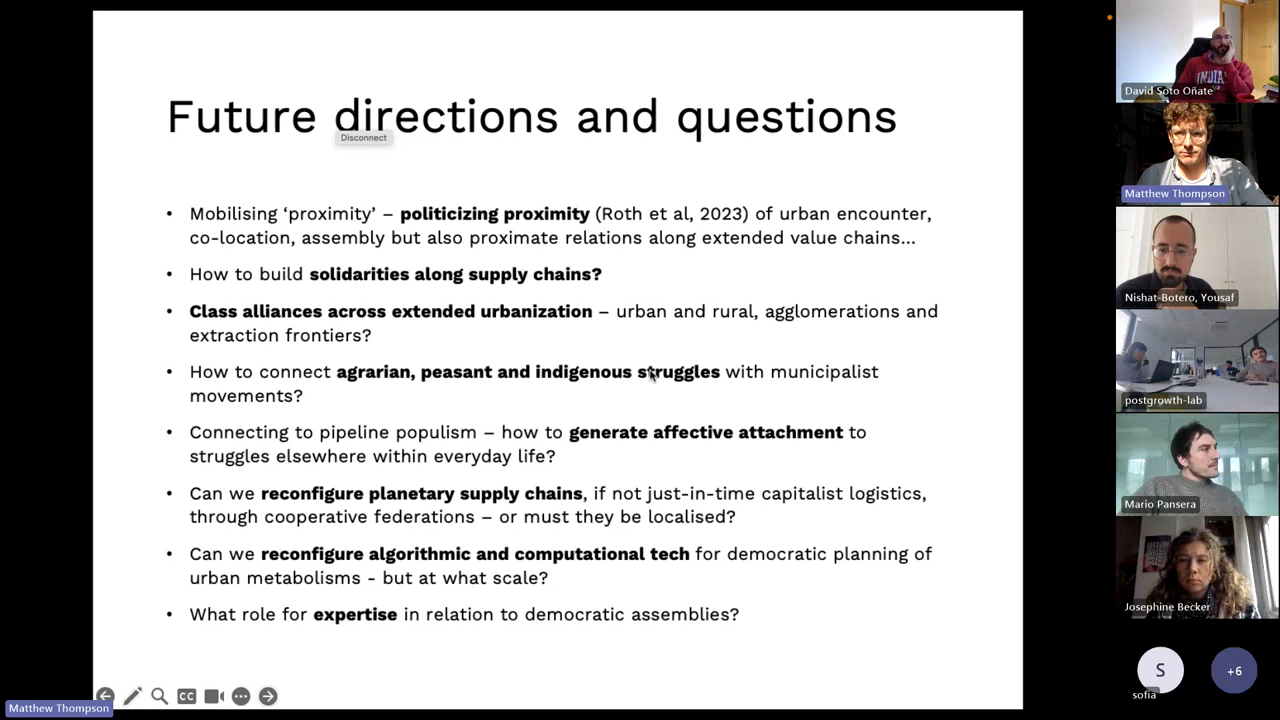 Future directions and questions
Disconnect
• Mobilising ‘proximity’ – politicizing proximity (Roth et al, 2023) of urban encounter,
co-location, assembly but also proximate relations along extended value chains...
• How to build solidarities along supply chains?
• Class alliances across extended urbanization – urban and rural, agglomerations and
extraction frontiers?
• How to connect agrarian, peasant and indigenous struggles with municipalist
movements?
• Connecting to pipeline populism – how to generate affective attachment to
struggles elsewhere within everyday life?
• Can we reconfigure planetary supply chains, if not just-in-time capitalist logistics,
through cooperative federations – or must they be localised?
• Can we reconfigure algorithmic and computational tech for democratic planning of
urban metabolisms - but at what scale?
• What role for expertise in relation to democratic assemblies?
CC
Matthew Thompson
INDIA
David Soto Oñate
Matthew Thompson
Nishat-Botero, Yousaf
postgrowth-lab
Mario Pansera
Josephine Becker
S
sofia
+6